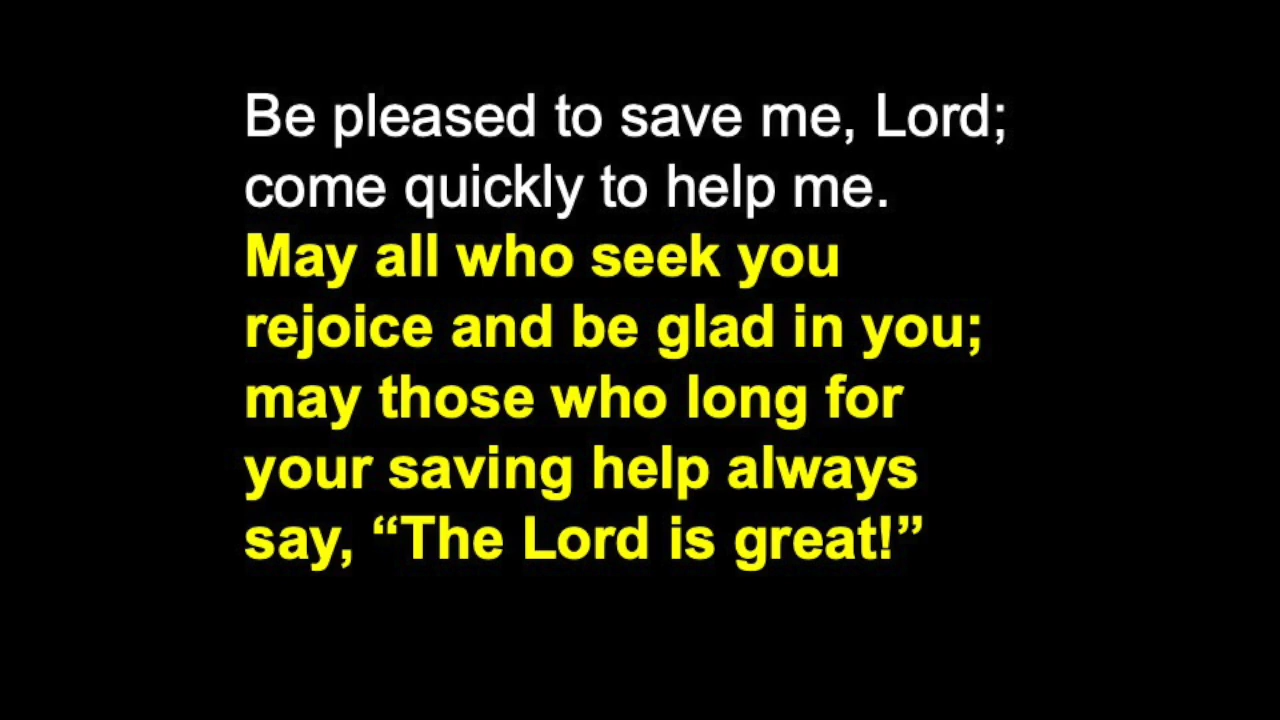 Be pleased to save me, Lord;
come quickly to help me.
May all who seek you
rejoice and be glad in you;
may those who long for
your saving help always
say, “The Lord is great!”